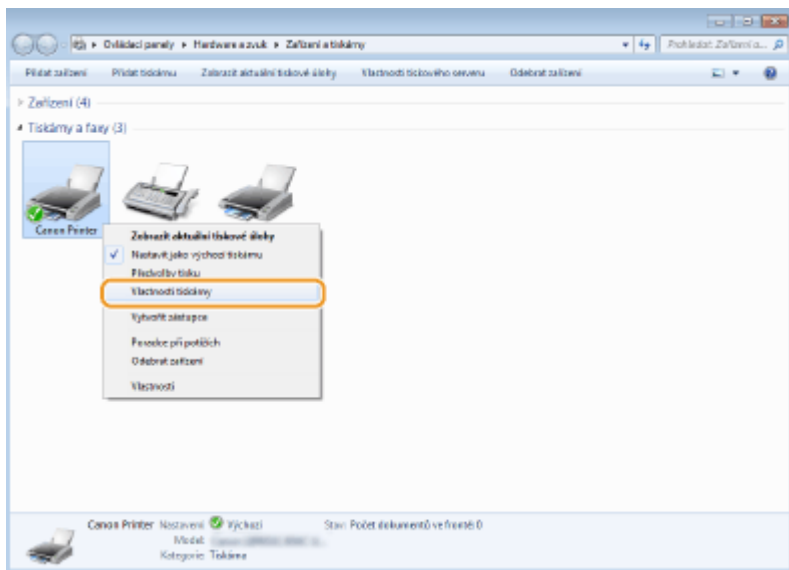 Ovládací panely ▸ Hardware a zvuk ▸ Zařízení a tiskárny
Prohledat: Zařízení a...
Přidat zařízení Přidat tiskárnu Zobrazit aktuální tiskové úlohy Vlastnosti tiskového serveru Odebrat zařízení
Zařízení (4)
Tiskárny a faxy (3)
Canon Printer
Zobrazit aktuální tiskové úlohy
Nastavit jako výchozí tiskárnu
Předvolby tisku
Vlastnosti tiskárny
Vytvořit zástupce
Poradce při potížích
Odebrat zařízení
Vlastnosti
Canon Printer Nastavení Výchozí Stav: Počet dokumentů ve frontě: 0
Model:
Kategorie: Tiskárna